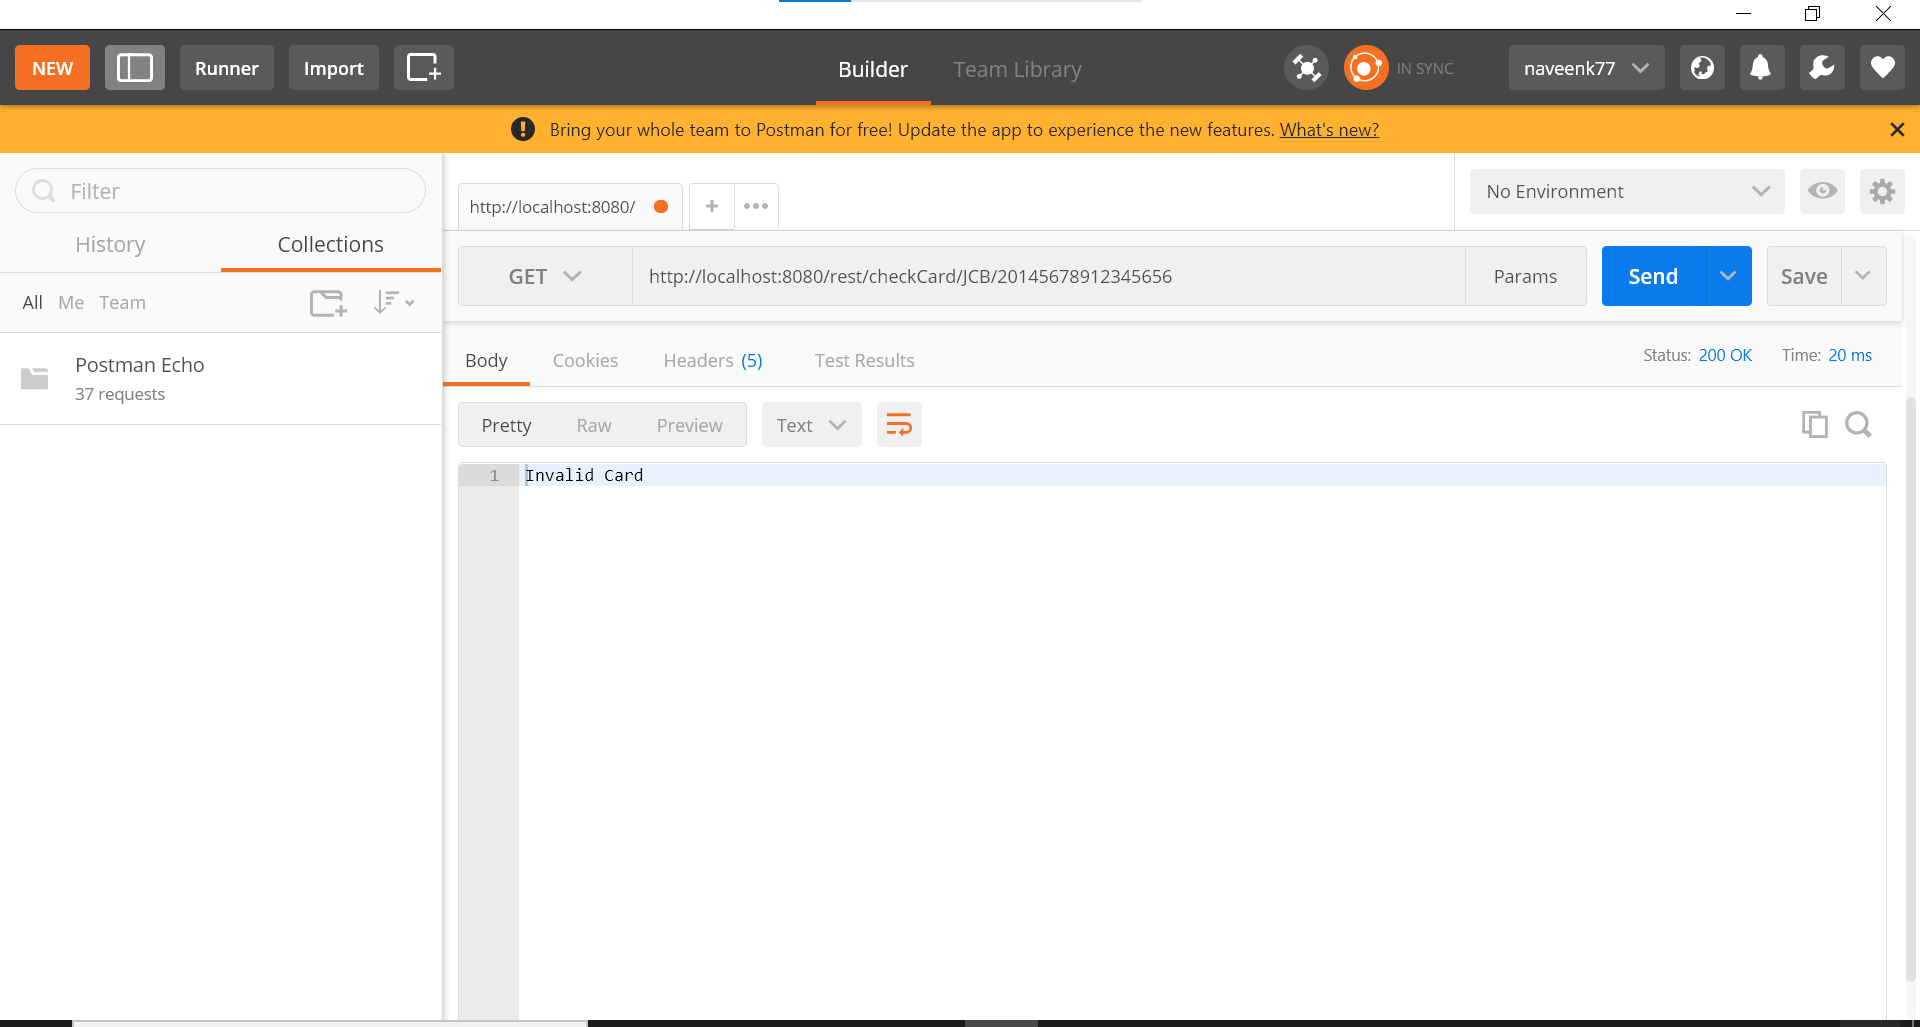 NEW Runner Import Builder Team Library IN SYNC naveenk77
Bring your whole team to Postman for free! Update the app to experience the new features. What's new?
Filter
http://localhost:8080/ No Environment
History Collections
GET http://localhost:8080/rest/checkCard/JCB/20145678912345656 Params Send Save
All Me Team
Body Cookies Headers (5) Test Results Status: 200 OK Time: 20 ms
Postman Echo
37 requests
Pretty Raw Preview Text
1 Invalid Card